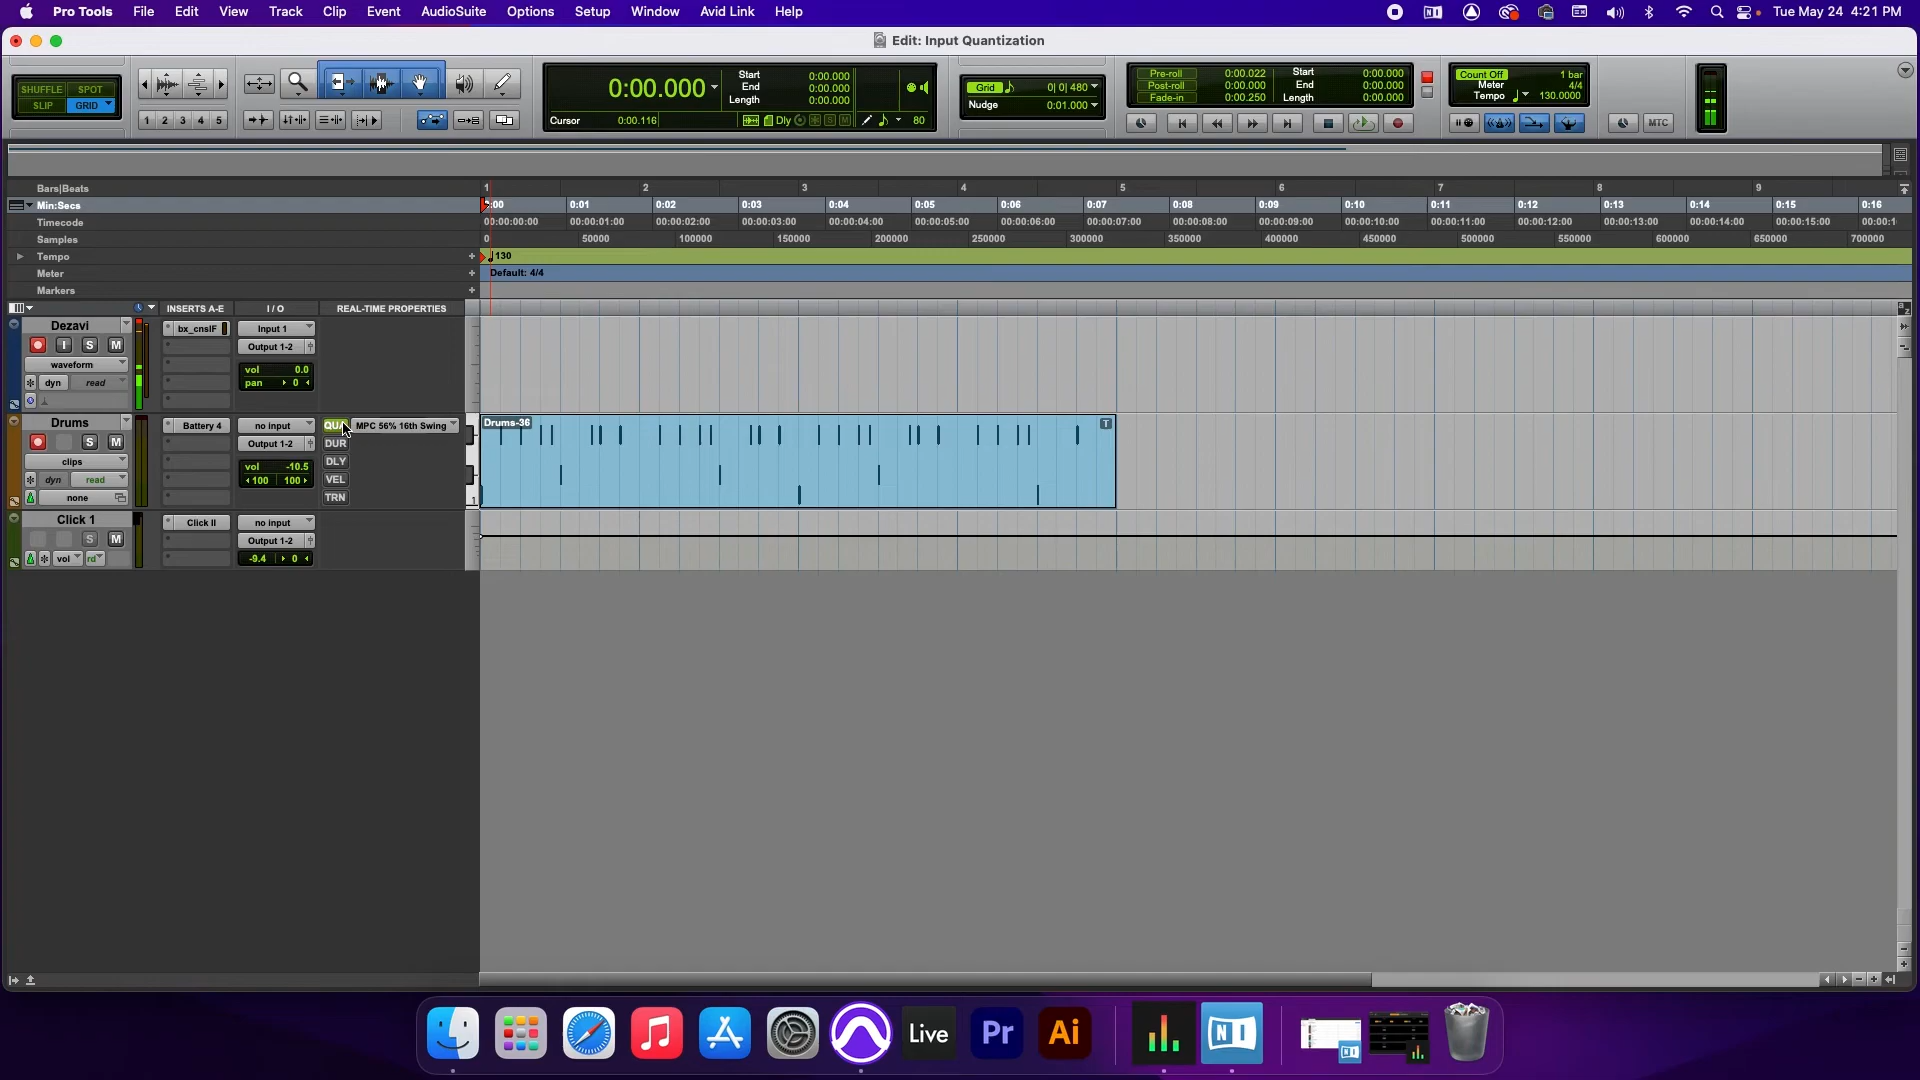 Pro Tools File Edit View Track Clip Event AudioSuite Options Setup Window Avid Link Help Tue May 24 4:21 PM
Edit: Input Quantization
SHUFFLE SPOT
SLIP GRID
1 2 3 4 5
0:00.000
Start 0:00.000
End 0:00.000
Length 0:00.000
Cursor 0:00.116 Dly S M 80
Grid 0| 0| 480
Nudge 0:01.000
Pre-roll 0:00.022 Start 0:00.000
Post-roll 0:00.000 End 0:00.000
Fade-in 0:00.250 Length 0:00.000
Count Off 1 bar
Meter 4/4
Tempo 130.0000
MTC
Bars|Beats 1 2 3 4 5 6 7 8 9
Min:Secs :00 0:01 0:02 0:03 0:04 0:05 0:06 0:07 0:08 0:09 0:10 0:11 0:12 0:13 0:14 0:15 0:16
Timecode 00:00:00:00 00:00:01:00 00:00:02:00 00:00:03:00 00:00:04:00 00:00:05:00 00:00:06:00 00:00:07:00 00:00:08:00 00:00:09:00 00:00:10:00 00:00:11:00 00:00:12:00 00:00:13:00 00:00:14:00 00:00:15:00 00:00:1
Samples 0 50000 100000 150000 200000 250000 300000 350000 400000 450000 500000 550000 600000 650000 700000
Tempo + 130
Meter + Default: 4/4
Markers +
INSERTS A-E I / O REAL-TIME PROPERTIES
Dezavi bx_cnslF Input 1
I S M Output 1-2
waveform vol 0.0
dyn read pan 0
Drums Battery 4 no input QUA MPC 56% 16th Swing Drums-36 T
S M Output 1-2 DUR
clips vol -10.5 DLY
dyn read 100 100 VEL
none TRN 1
Click 1 Click II no input
S M Output 1-2
vol rd -9.4 0
Live Pr Ai NI